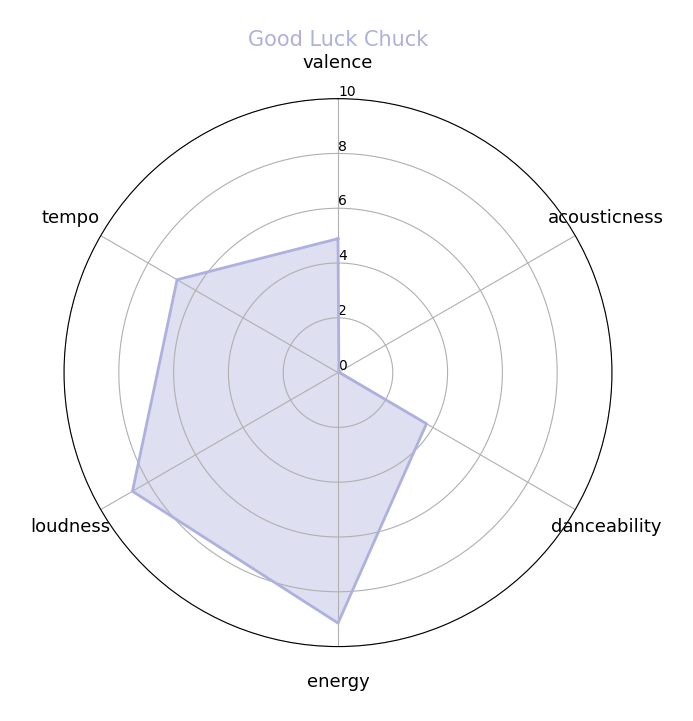 Good Luck Chuck
valence
10
8
tempo
6
acousticness
4
2
0
loudness
danceability
energy